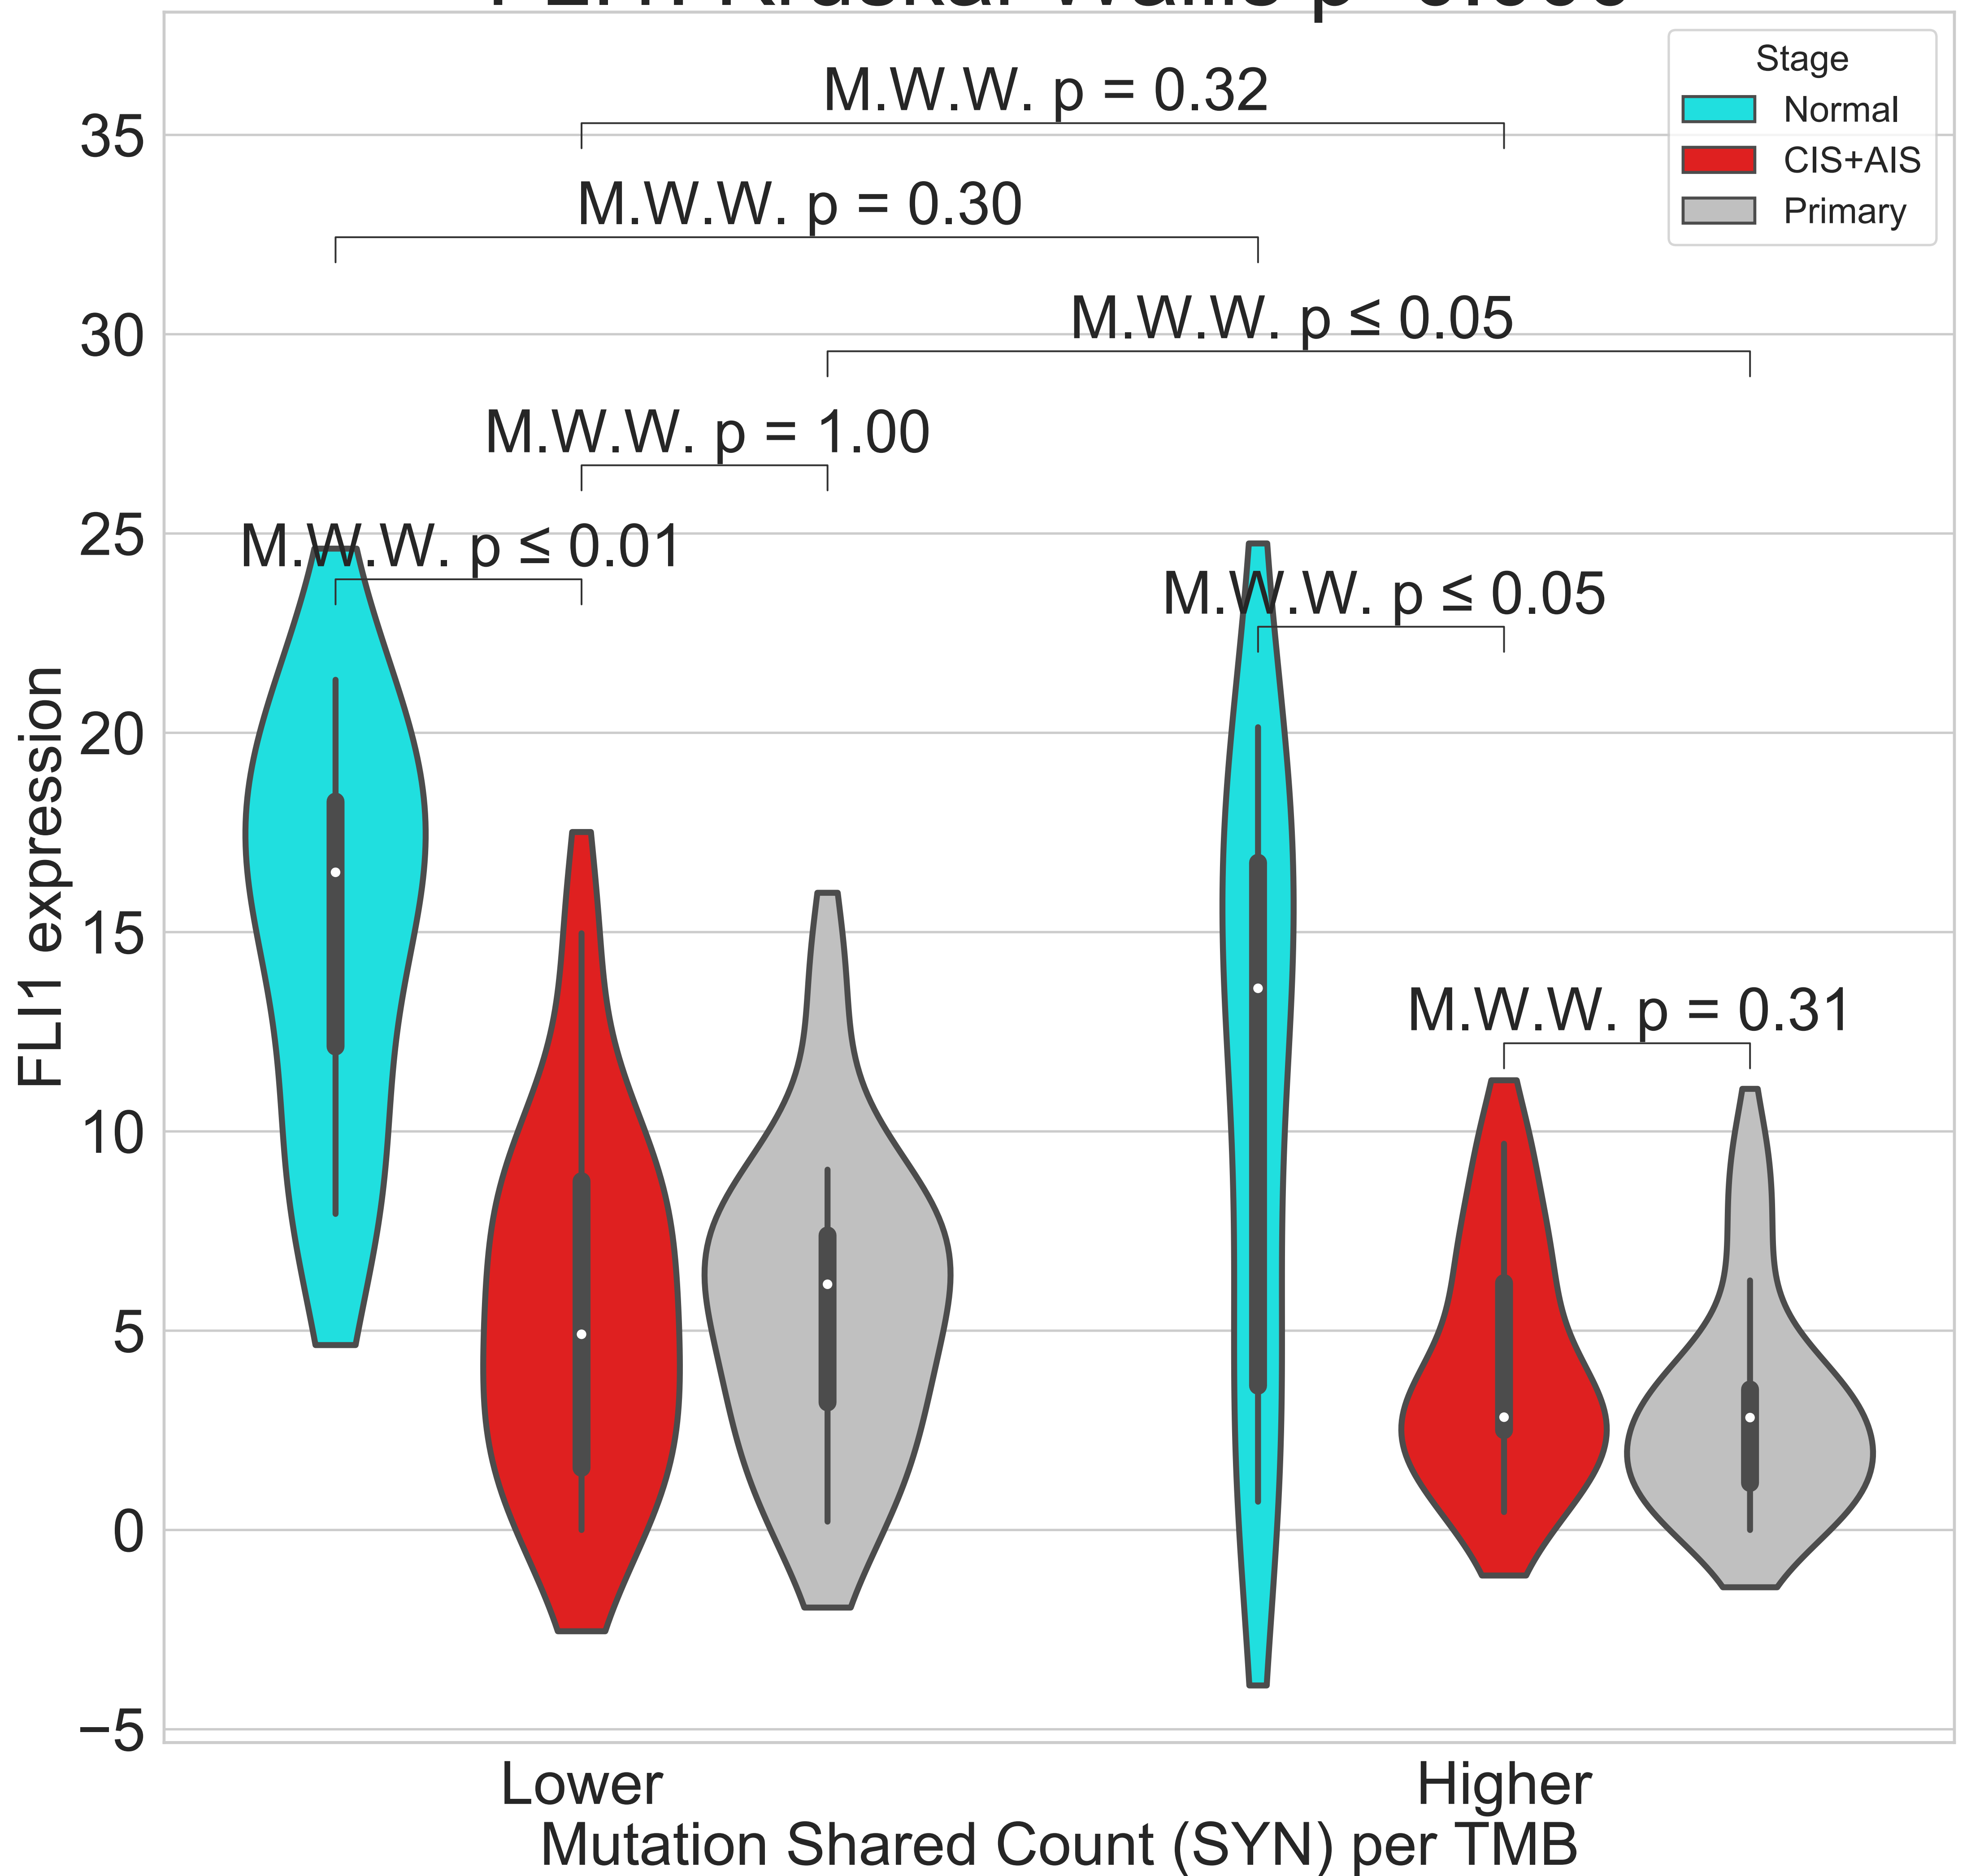 Stage
Normal
CIS+AIS
Primary
M.W.W. p = 0.32
M.W.W. p = 0.30
M.W.W. p ≤ 0.05
M.W.W. p = 1.00
M.W.W. p ≤ 0.01
M.W.W. p ≤ 0.05
M.W.W. p = 0.31
35
30
25
20
15
10
5
0
−5
FLI1 expression
Lower
Higher
Mutation Shared Count (SYN) per TMB